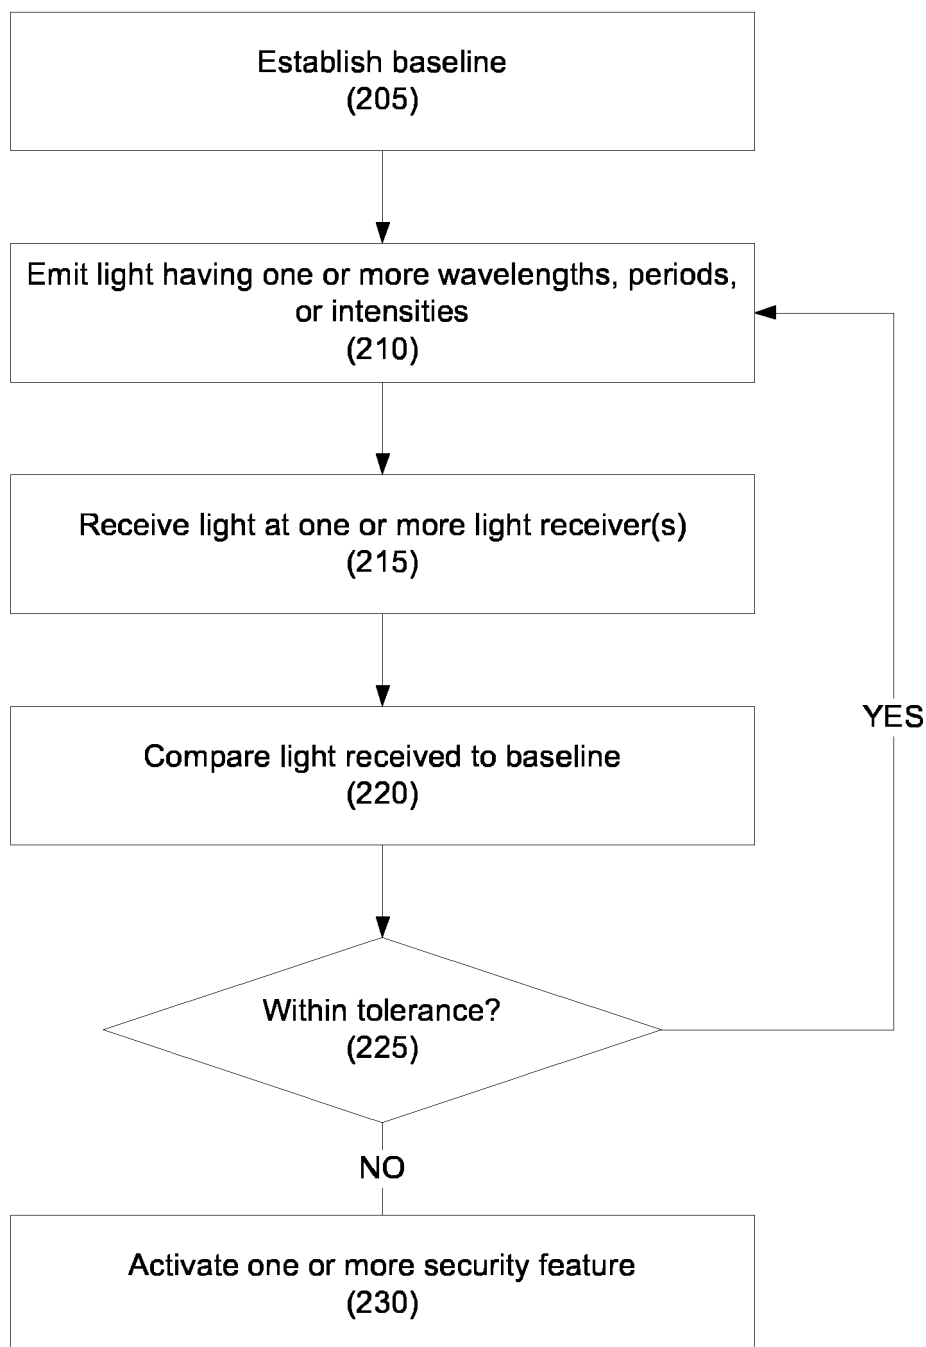 Establish baseline
(205)
Emit light having one or more wavelengths, periods,
or intensities
(210)
Receive light at one or more light receiver(s)
(215)
YES
Compare light received to baseline
(220)
Within tolerance?
(225)
NO
Activate one or more security feature
(230)